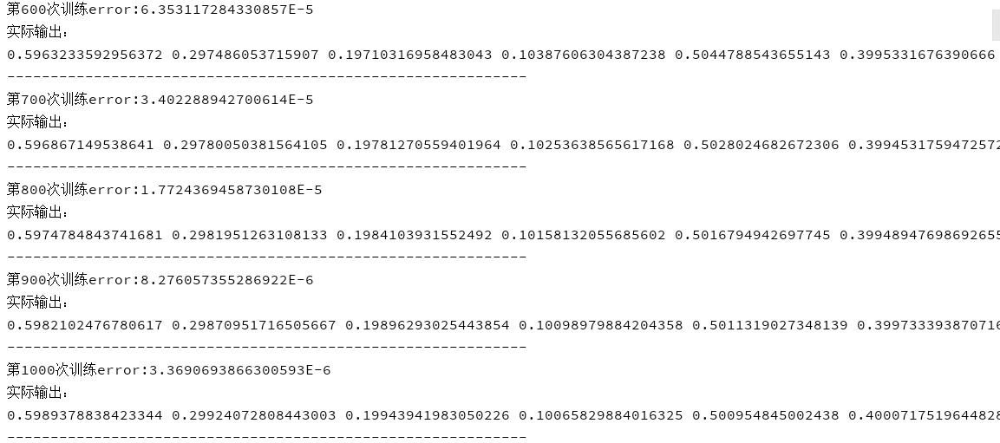 第600次训练error:6.353117284330857E-5
实际输出:
0.5963233592956372 0.297486053715907 0.19710316958483043 0.10387606304387238 0.5044788543655143 0.3995331676390666
------------------------------------------------------------
第700次训练error:3.402288942700614E-5
实际输出:
0.596867149538641 0.29780050381564105 0.19781270559401964 0.10253638565617168 0.5028024682672306 0.3994531759472572
------------------------------------------------------------
第800次训练error:1.7724369458730108E-5
实际输出:
0.5974784843741681 0.2981951263108133 0.1984103931552492 0.10158132055685602 0.5016794942697745 0.3994894769869265
------------------------------------------------------------
第900次训练error:8.276057355286922E-6
实际输出:
0.5982102476780617 0.29870951716505667 0.19896293025443854 0.10098979884204358 0.5011319027348139 0.399733393870716
------------------------------------------------------------
第1000次训练error:3.3690693866300593E-6
实际输出:
0.5989378838423344 0.29924072808443003 0.19943941983050226 0.10065829884016325 0.500954845002438 0.4000717519644828
------------------------------------------------------------